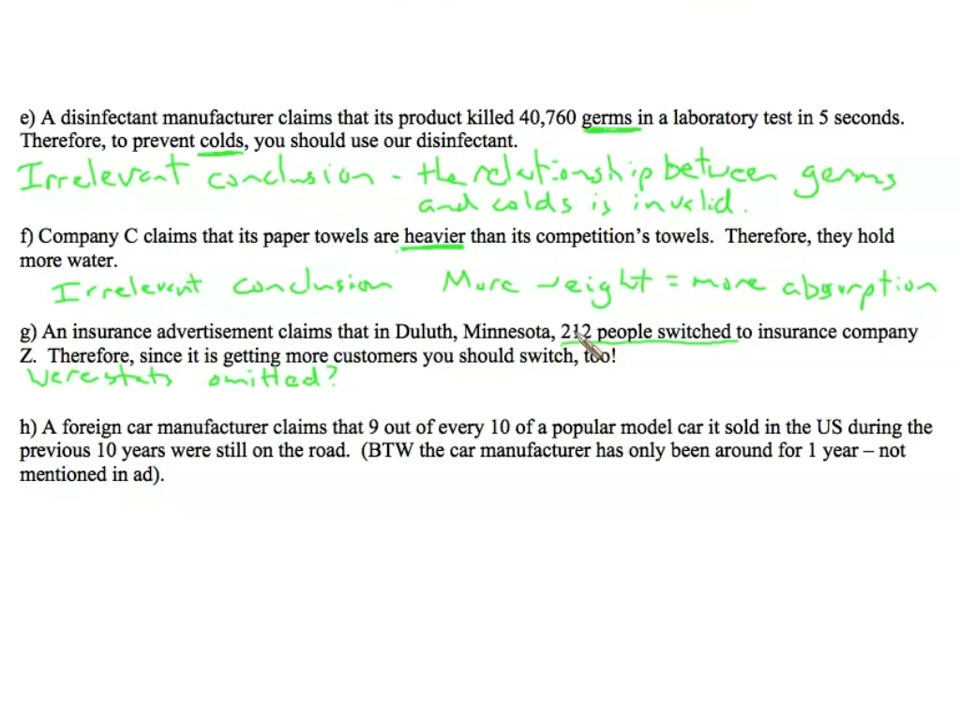 e) A disinfectant manufacturer claims that its product killed 40,760 germs in a laboratory test in 5 seconds.
Therefore, to prevent colds, you should use our disinfectant.
Irrelevant conclusion - the relationship between germs
and colds is invalid.
f) Company C claims that its paper towels are heavier than its competition's towels.  Therefore, they hold
more water.
Irrelevent conclusion More weight = more absorption
g) An insurance advertisement claims that in Duluth, Minnesota, 212 people switched to insurance company
Z.  Therefore, since it is getting more customers you should switch, too!
Were stats omitted?
h) A foreign car manufacturer claims that 9 out of every 10 of a popular model car it sold in the US during the
previous 10 years were still on the road.  (BTW the car manufacturer has only been around for 1 year – not
mentioned in ad).